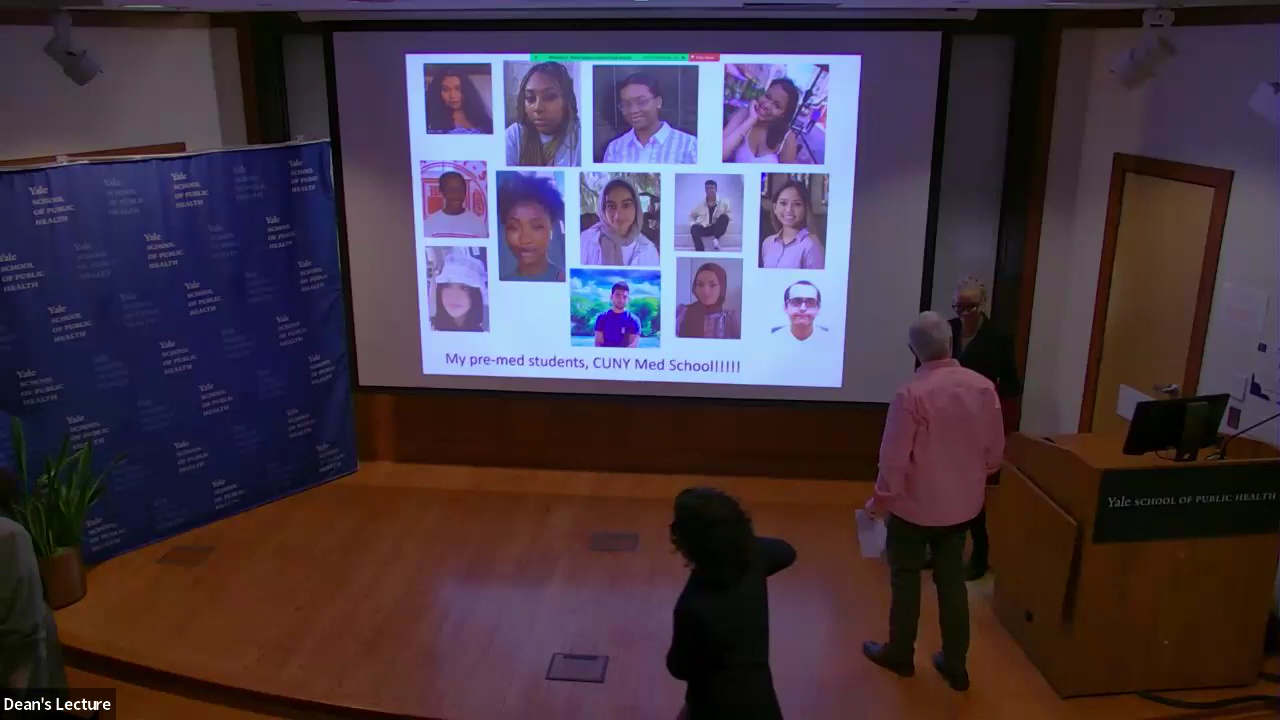 My pre-med students, CUNY Med School!!!!!
Yale
SCHOOL
OF PUBLIC
HEALTH
Yale SCHOOL OF PUBLIC HEALTH
Dean's Lecture